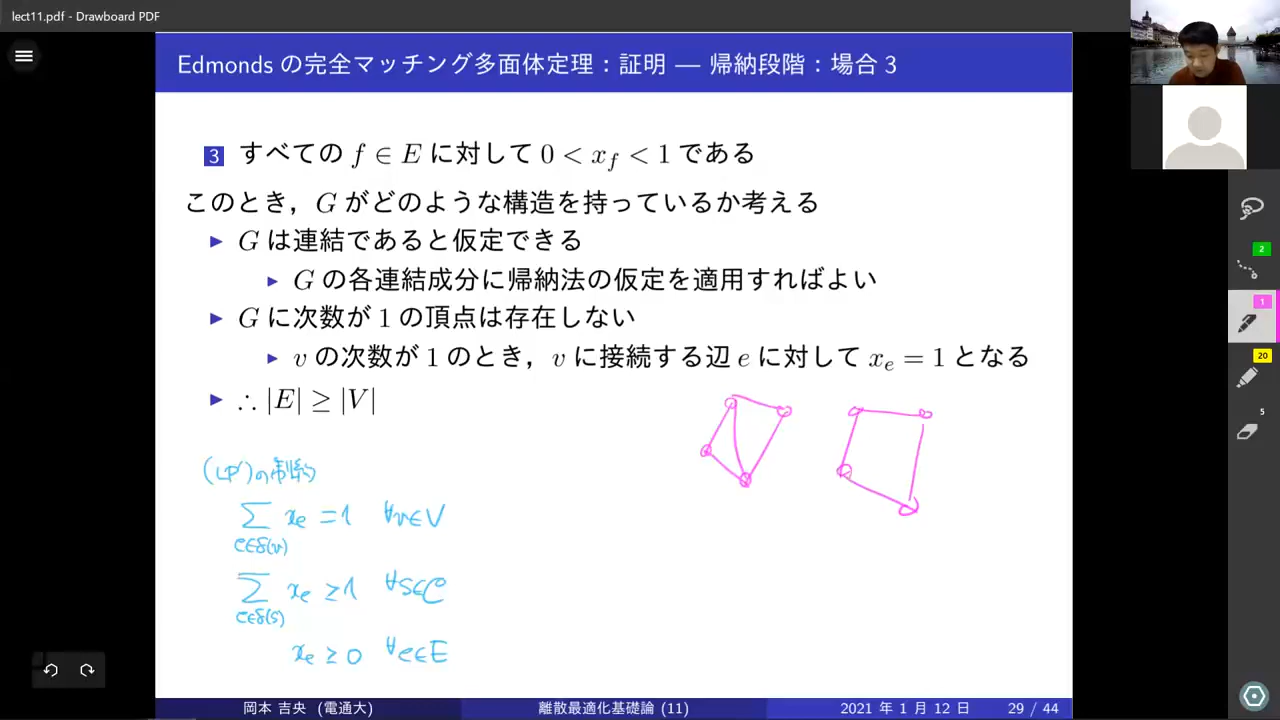 lect11.pdf - Drawboard PDF
Edmonds の完全マッチング多面体定理：証明 — 帰納段階：場合 3
3 すべての f ∈ E に対して 0 < x_f < 1 である
このとき，G がどのような構造を持っているか考える
▶ G は連結であると仮定できる
▶ G の各連結成分に帰納法の仮定を適用すればよい
▶ G に次数が 1 の頂点は存在しない
▶ v の次数が 1 のとき，v に接続する辺 e に対して x_e = 1 となる
▶ ∴ |E| ≥ |V|
(LP')の制約
∑ x_e = 1 ∀v∈V
e∈δ(v)
∑ x_e ≥ 1 ∀S∈C
e∈δ(S)
x_e ≥ 0 ∀e∈E
2
1
20
5
岡本 吉央 (電通大)
離散最適化基礎論 (11)
2021 年 1 月 12 日
29 / 44